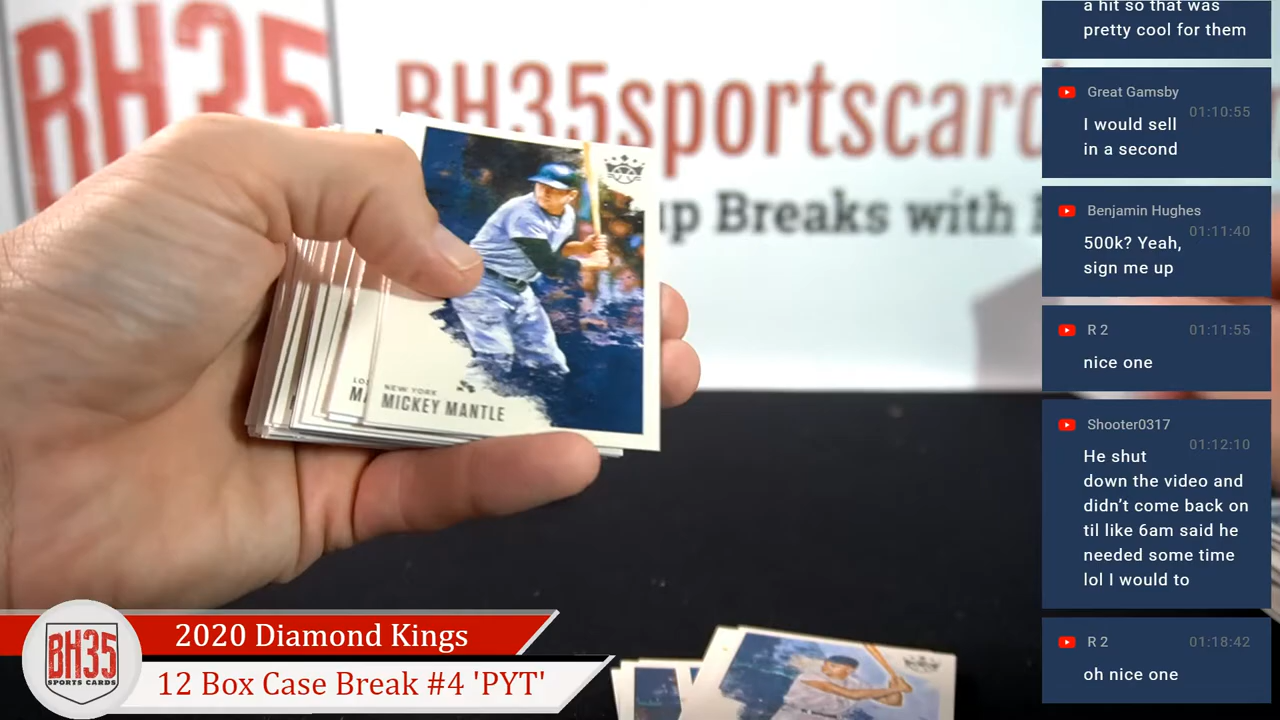 BH35
BH35sportscard
up Breaks with
NEW YORK
MICKEY MANTLE
a hit so that was
pretty cool for them
Great Gamsby
01:10:55
I would sell
in a second
Benjamin Hughes
01:11:40
500k? Yeah,
sign me up
R 2
01:11:55
nice one
Shooter0317
01:12:10
He shut
down the video and
didn't come back on
til like 6am said he
needed some time
lol I would to
R 2
01:18:42
oh nice one
2020 Diamond Kings
12 Box Case Break #4 'PYT'
BH35
SPORTS CARDS